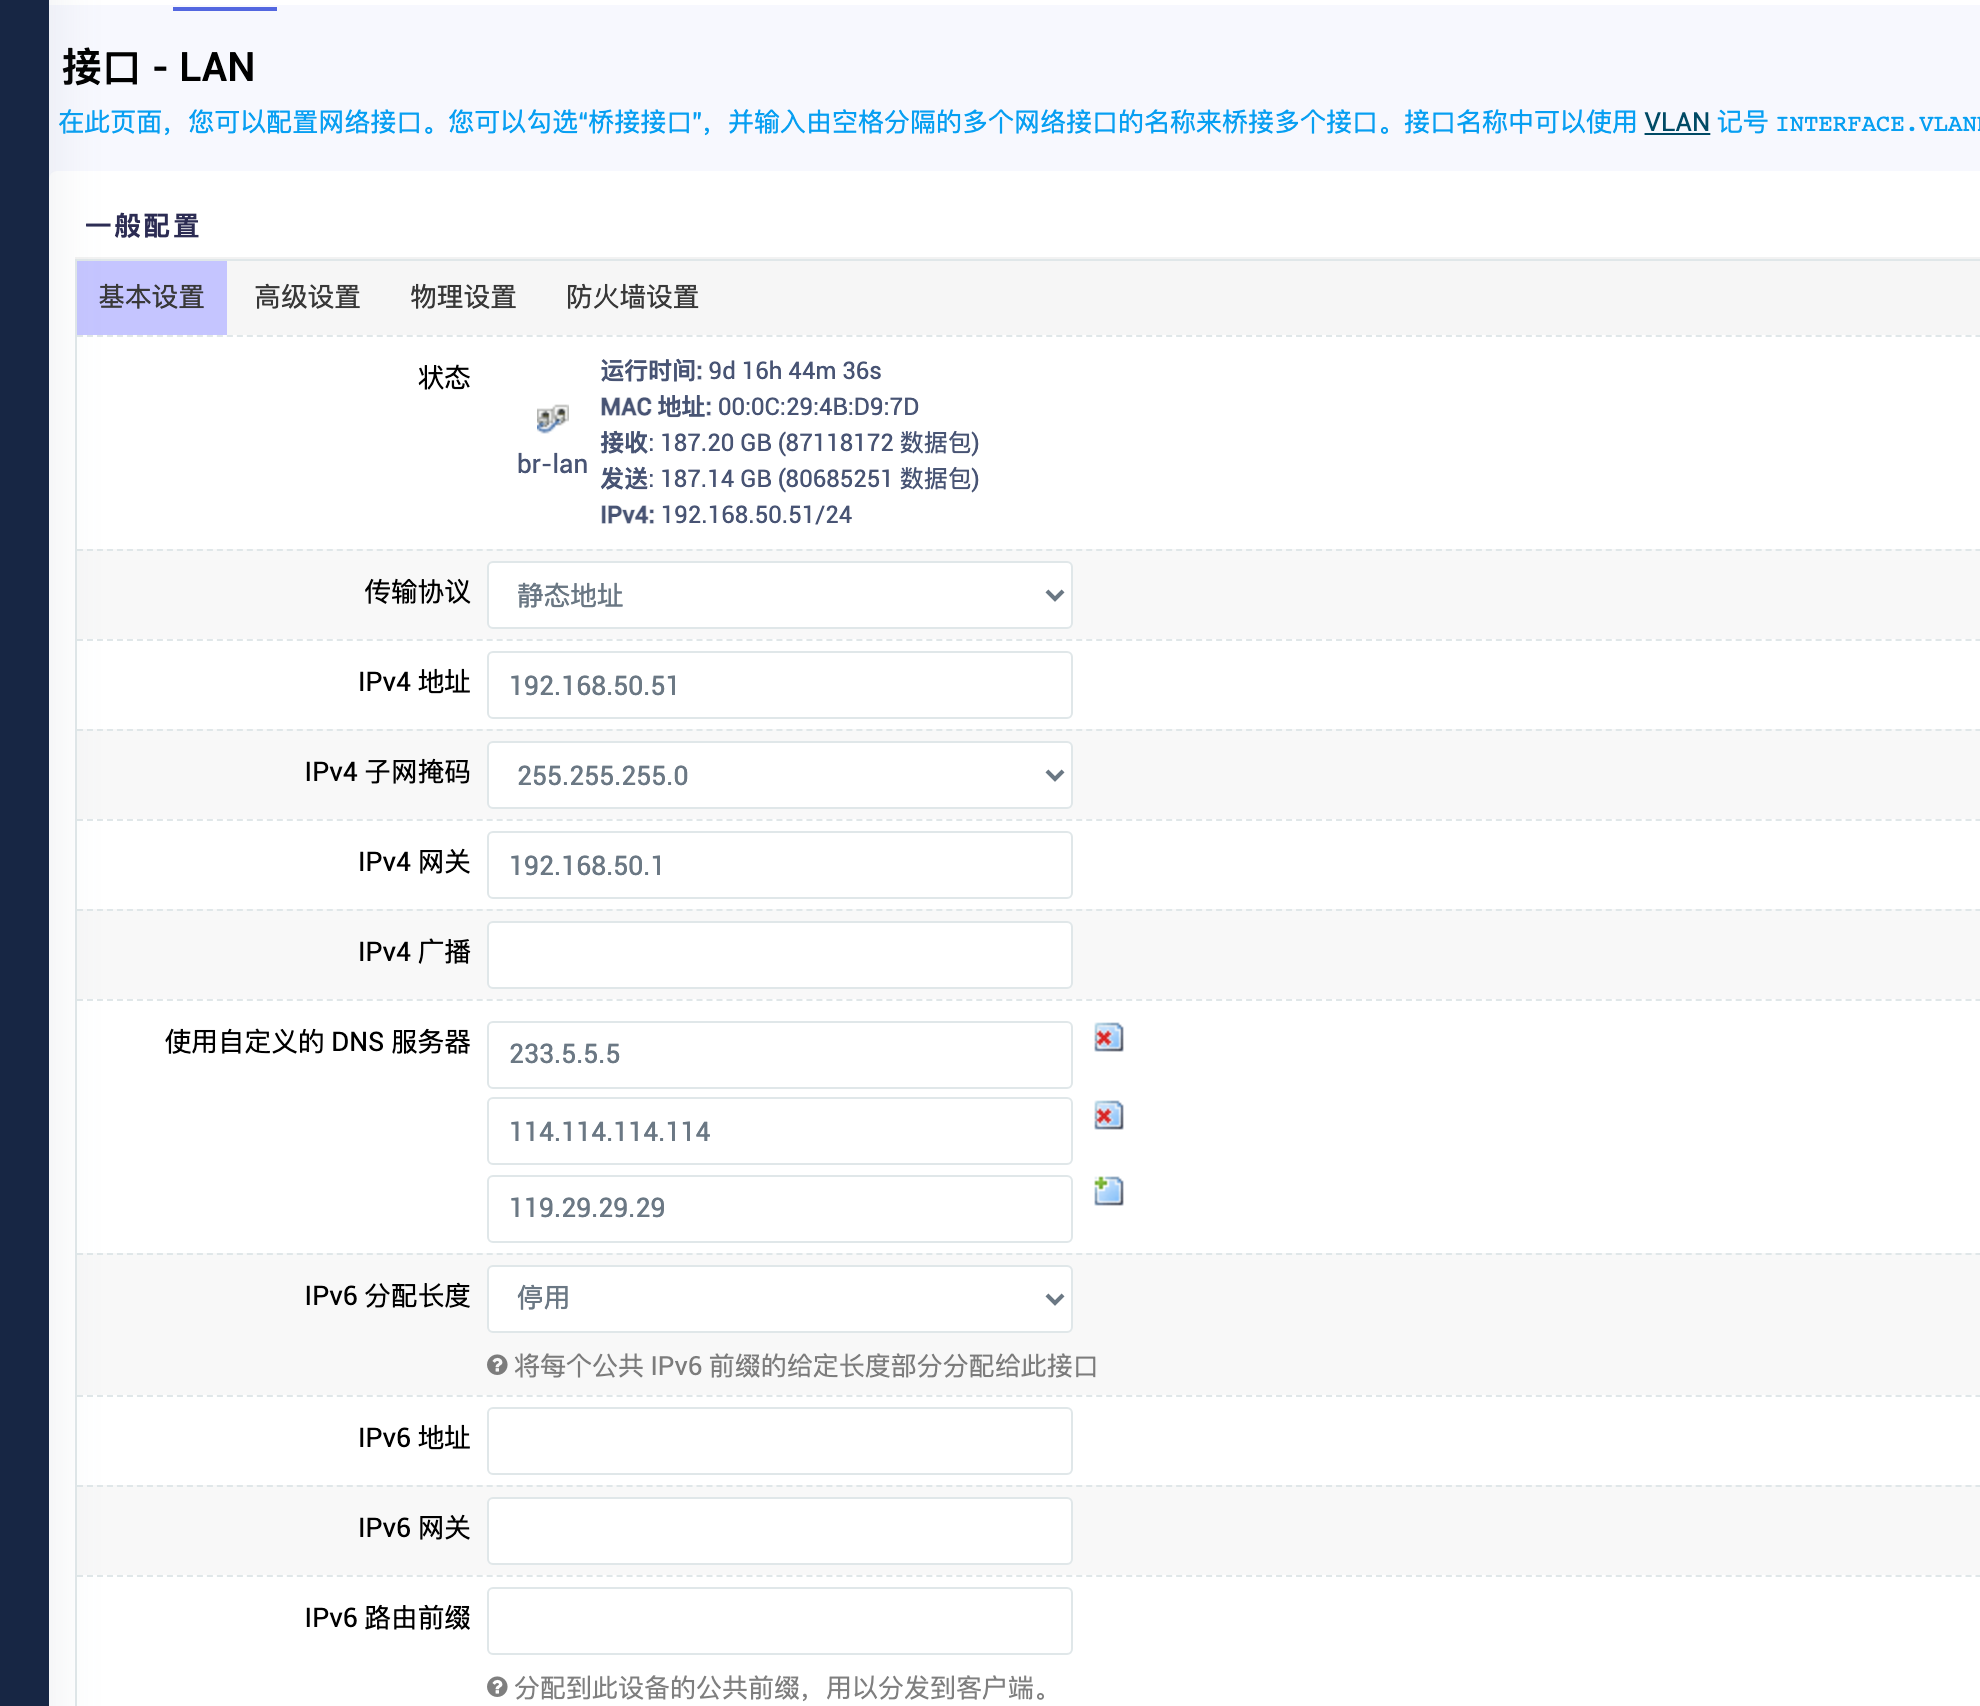 接口 - LAN
在此页面，您可以配置网络接口。您可以勾选“桥接接口”，并输入由空格分隔的多个网络接口的名称来桥接多个接口。接口名称中可以使用 VLAN 记号 INTERFACE.VLAN
一般配置
基本设置 高级设置 物理设置 防火墙设置
状态
br-lan
运行时间: 9d 16h 44m 36s
MAC 地址: 00:0C:29:4B:D9:7D
接收: 187.20 GB (87118172 数据包)
发送: 187.14 GB (80685251 数据包)
IPv4: 192.168.50.51/24
传输协议 静态地址
IPv4 地址 192.168.50.51
IPv4 子网掩码 255.255.255.0
IPv4 网关 192.168.50.1
IPv4 广播
使用自定义的 DNS 服务器 233.5.5.5
114.114.114.114
119.29.29.29
IPv6 分配长度 停用
将每个公共 IPv6 前缀的给定长度部分分配给此接口
IPv6 地址
IPv6 网关
IPv6 路由前缀
分配到此设备的公共前缀，用以分发到客户端。